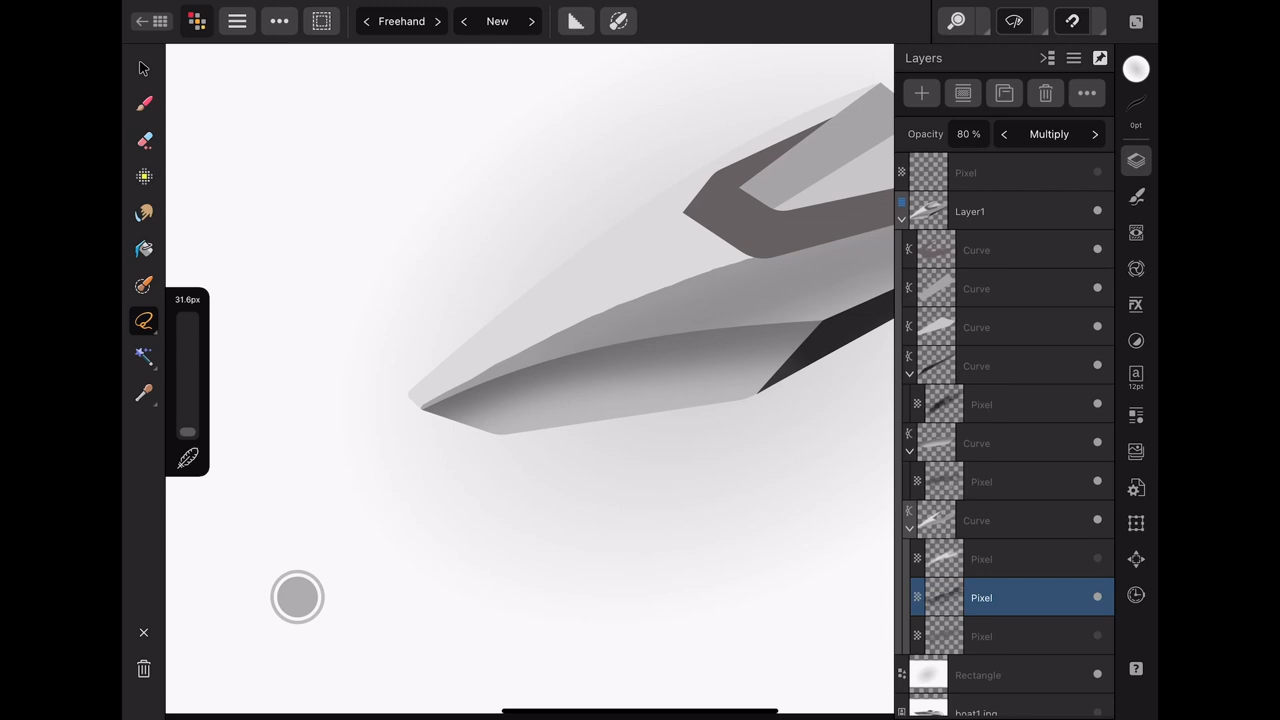 Freehand
New
Layers
0pt
Opacity 80 % Multiply
Pixel
Layer1
Curve
Curve
31.6px
Curve
Curve
12pt
Pixel
Curve
Pixel
Curve
Pixel
Pixel
Pixel
Rectangle
boat1.jpg